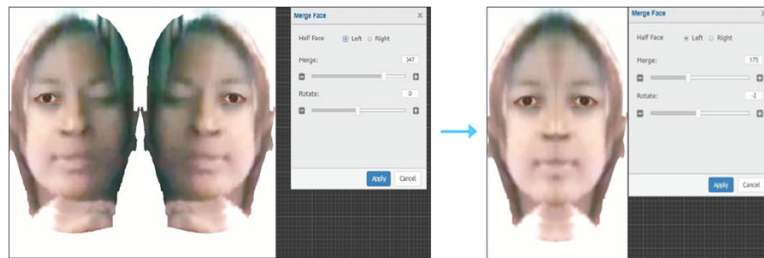 Merge Face X
Half Face Left Right
Merge: 347
Rotate: 0
Apply Cancel
Merge Face X
Half Face Left Right
Merge: 175
Rotate: -2
Apply Cancel